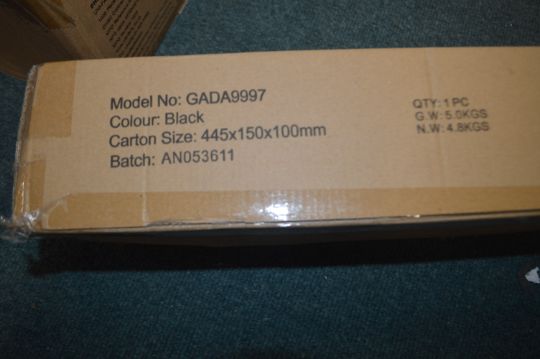 Model No: GADA9997
Colour: Black
Carton Size: 445x150x100mm
Batch: AN053611
QTY: 1 PC
G.W: 5.0KGS
N.W: 4.8KGS